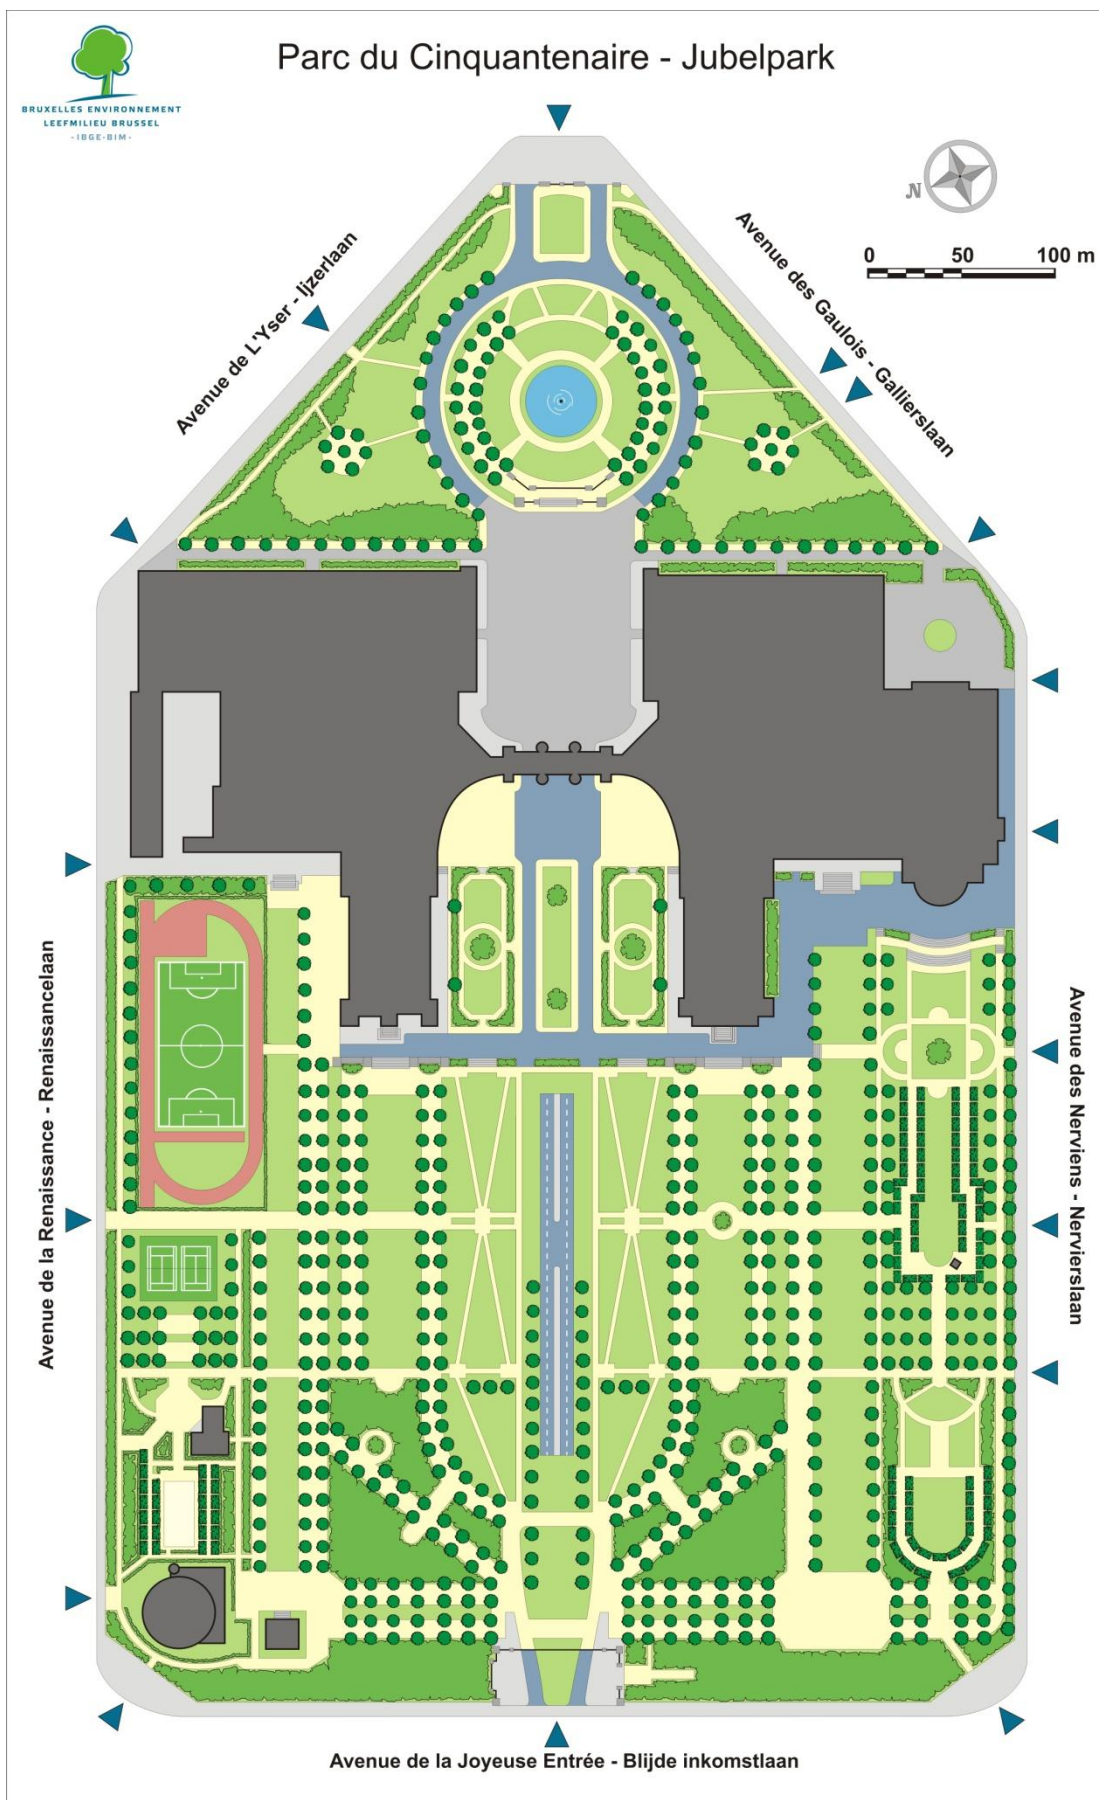 Parc du Cinquantenaire - Jubelpark
BRUXELLES ENVIRONNEMENT
LEEFMILIEU BRUSSEL
- IBGE-BIM -
N
0 50 100 m
Avenue de L'Yser - Ijzerlaan
Avenue des Gaulois - Gallierslaan
Avenue de la Renaissance - Renaissancelaan
Avenue des Nerviens - Nervierslaan
Avenue de la Joyeuse Entrée - Blijde inkomstlaan